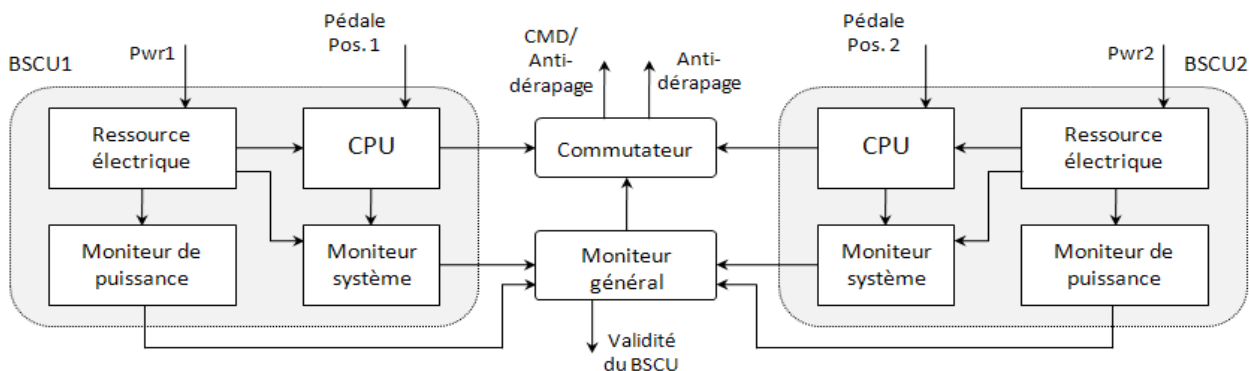 BSCU1
Pwr1
Pédale
Pos. 1
CMD/
Anti-
dérapage
Anti-
dérapage
Pédale
Pos. 2
Pwr2
BSCU2
Ressource
électrique
CPU
Commutateur
CPU
Ressource
électrique
Moniteur de
puissance
Moniteur
système
Moniteur
général
Moniteur
système
Moniteur de
puissance
Validité
du BSCU